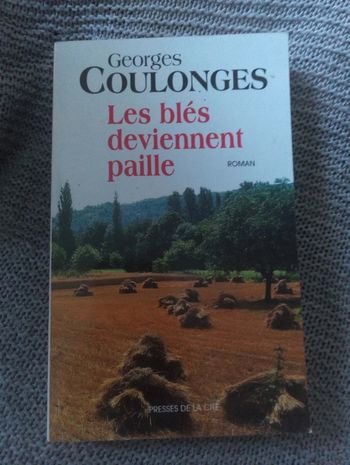 Georges
COULONGES
Les blés
deviennent
paille
ROMAN
PRESSES DE LA CITÉ